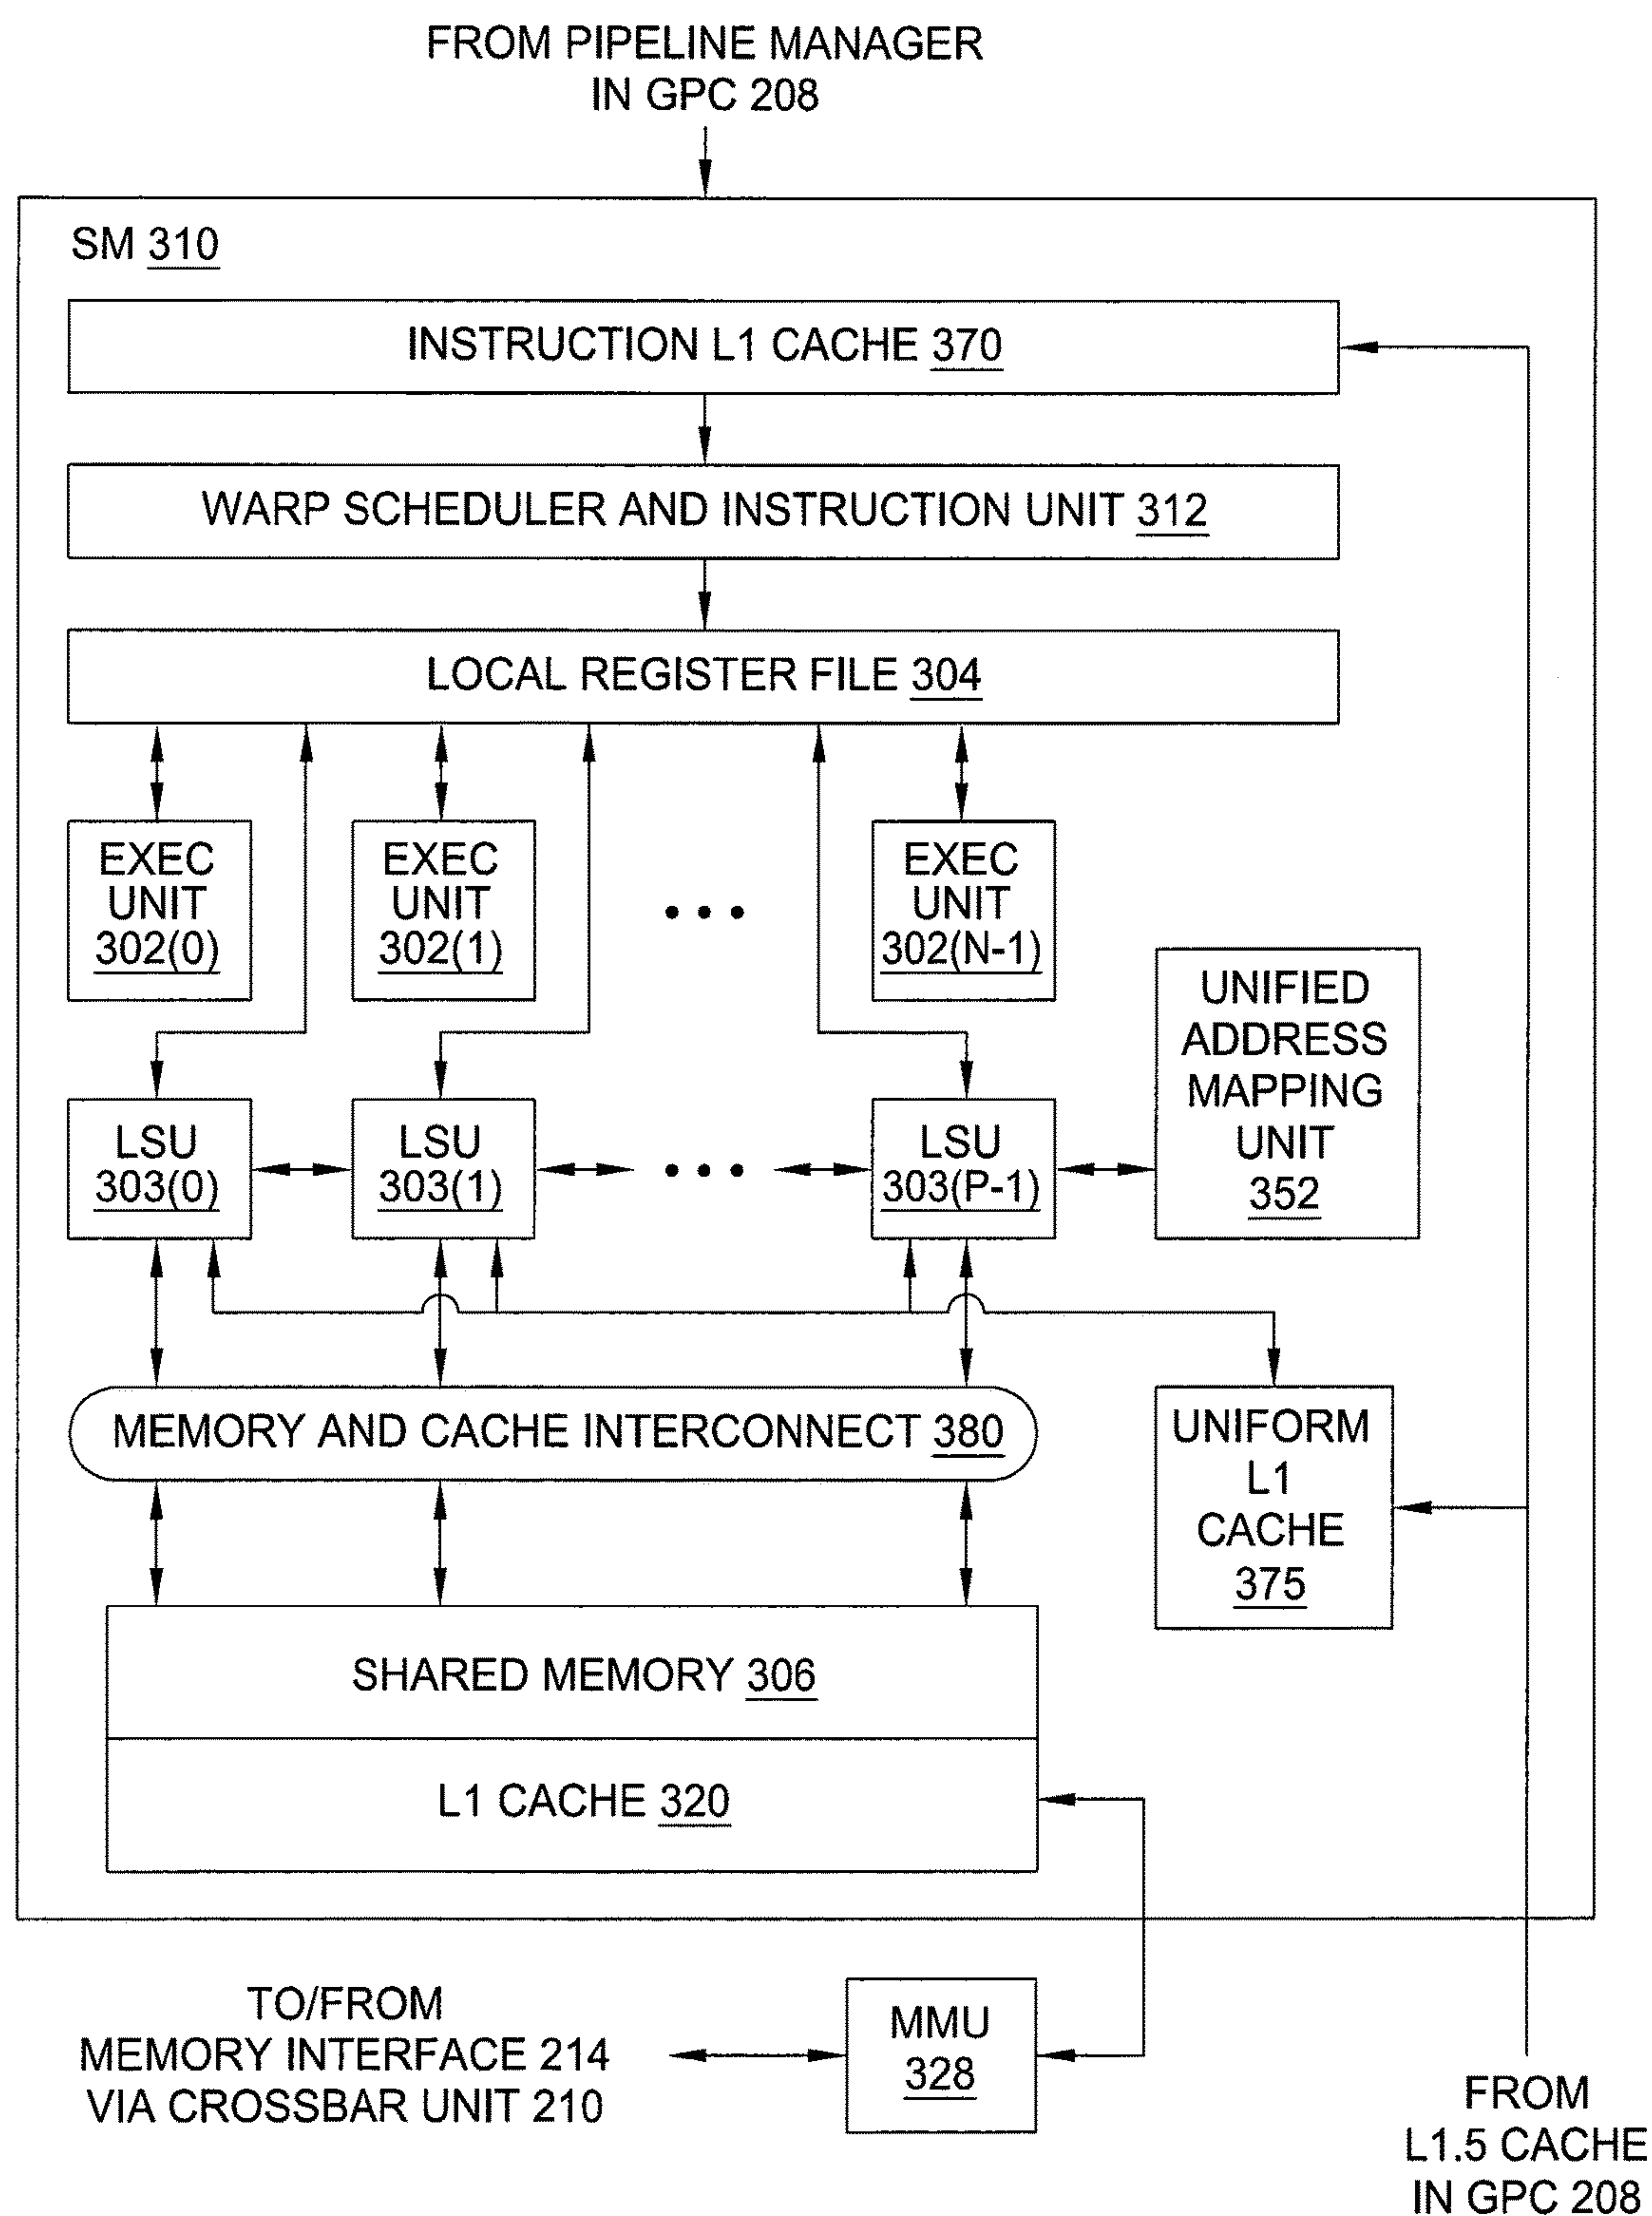 FROM PIPELINE MANAGER
IN GPC 208
SM 310
INSTRUCTION L1 CACHE 370
WARP SCHEDULER AND INSTRUCTION UNIT 312
LOCAL REGISTER FILE 304
EXEC
UNIT
302(0)
EXEC
UNIT
302(1)
EXEC
UNIT
302(N-1)
UNIFIED
ADDRESS
MAPPING
UNIT
352
LSU
303(0)
LSU
303(1)
LSU
303(P-1)
MEMORY AND CACHE INTERCONNECT 380
UNIFORM
L1
CACHE
375
SHARED MEMORY 306
L1 CACHE 320
TO/FROM
MEMORY INTERFACE 214
VIA CROSSBAR UNIT 210
MMU
328
FROM
L1.5 CACHE
IN GPC 208